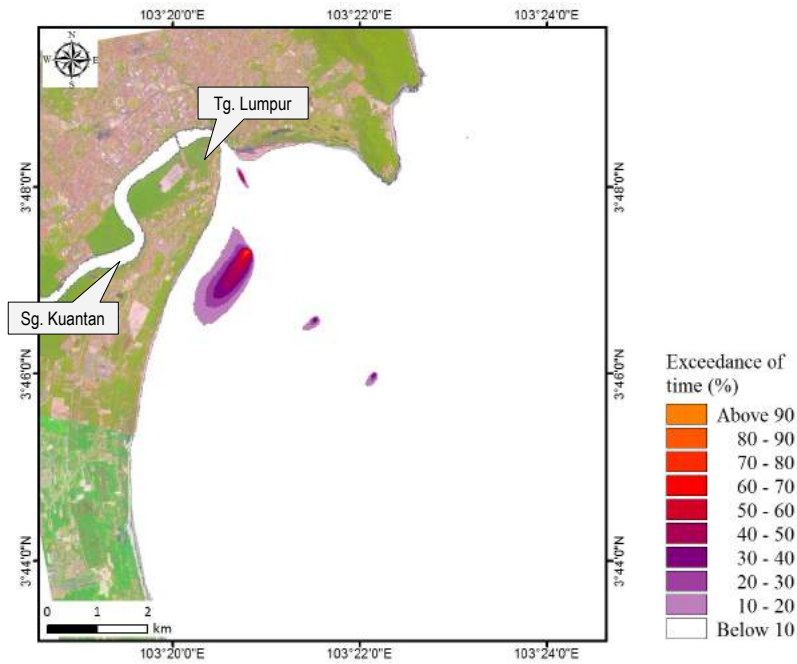 103°20'0"E 103°22'0"E 103°24'0"E
N
W E
S
Tg. Lumpur
3°48'0"N 3°48'0"N
Sg. Kuantan
3°46'0"N 3°46'0"N
3°44'0"N 3°44'0"N
0 1 2
km
103°20'0"E 103°22'0"E 103°24'0"E
Exceedance of
time (%)
Above 90
80 - 90
70 - 80
60 - 70
50 - 60
40 - 50
30 - 40
20 - 30
10 - 20
Below 10